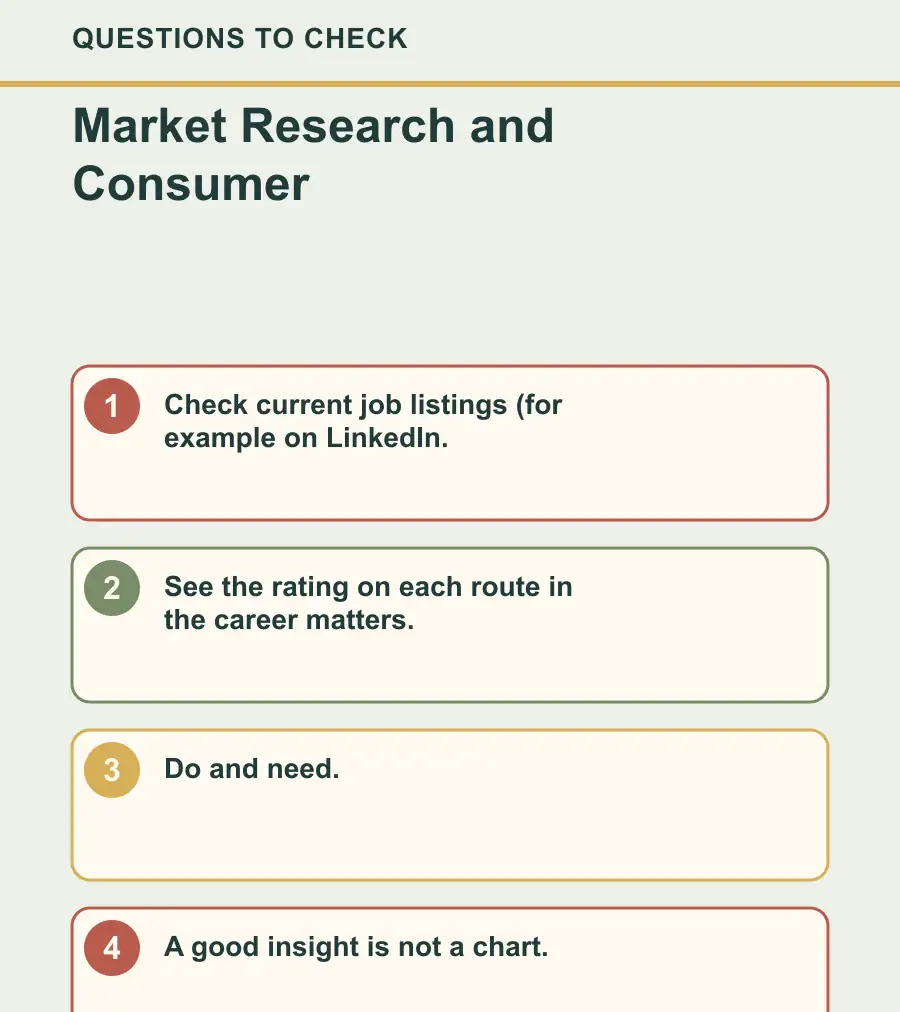 QUESTIONS TO CHECK
Market Research and
Consumer
1
Check current job listings (for
example on LinkedIn.
2
See the rating on each route in
the career matters.
3
Do and need.
4
A good insight is not a chart.